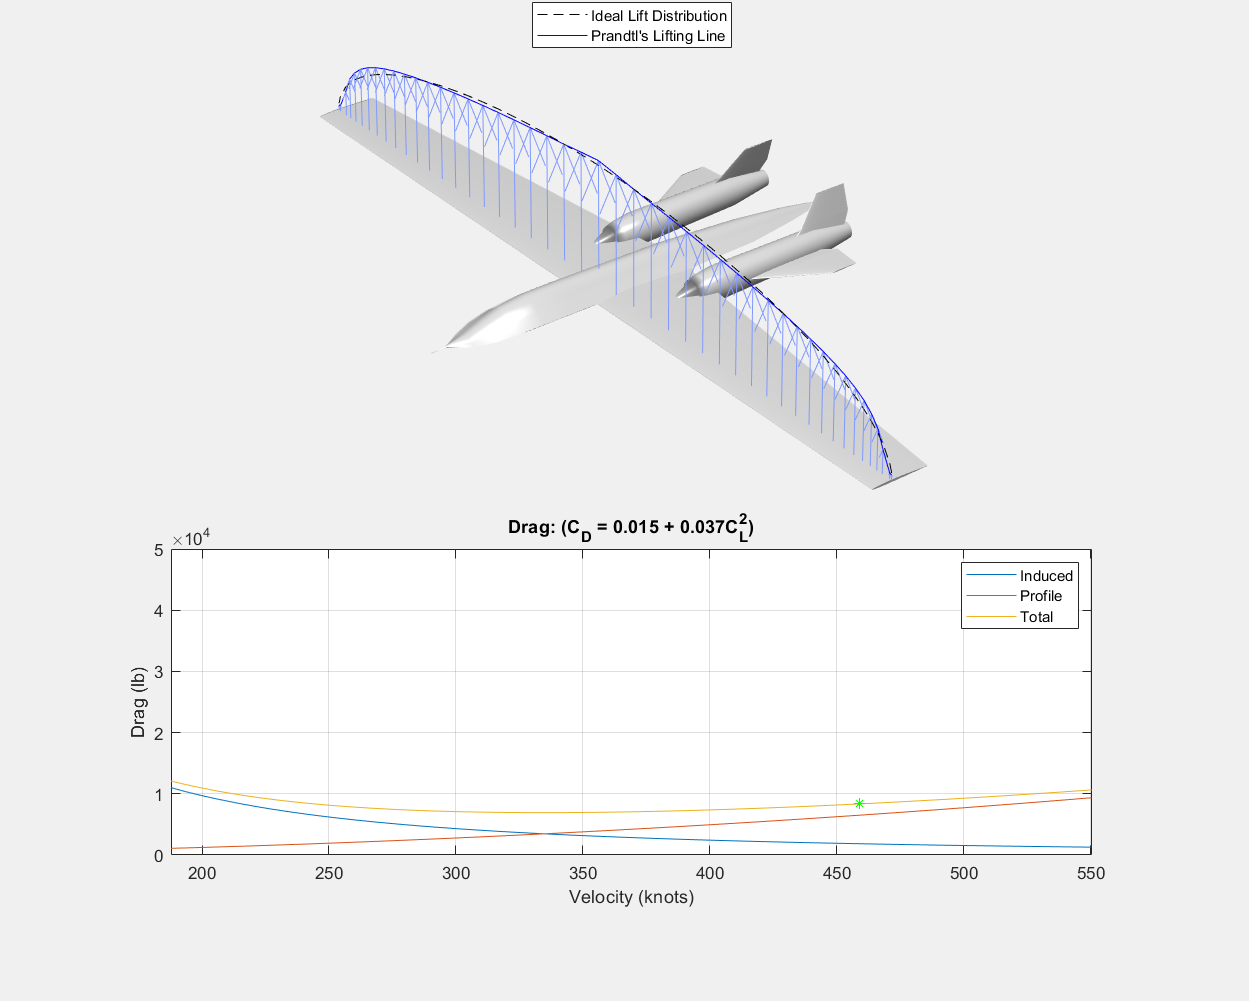 Ideal Lift Distribution
Prandtl's Lifting Line
Drag: (C_D = 0.015 + 0.037C_L^2)
×10^4
5
4
3
2
1
0
Drag (lb)
Induced
Profile
Total
200 250 300 350 400 450 500 550
Velocity (knots)